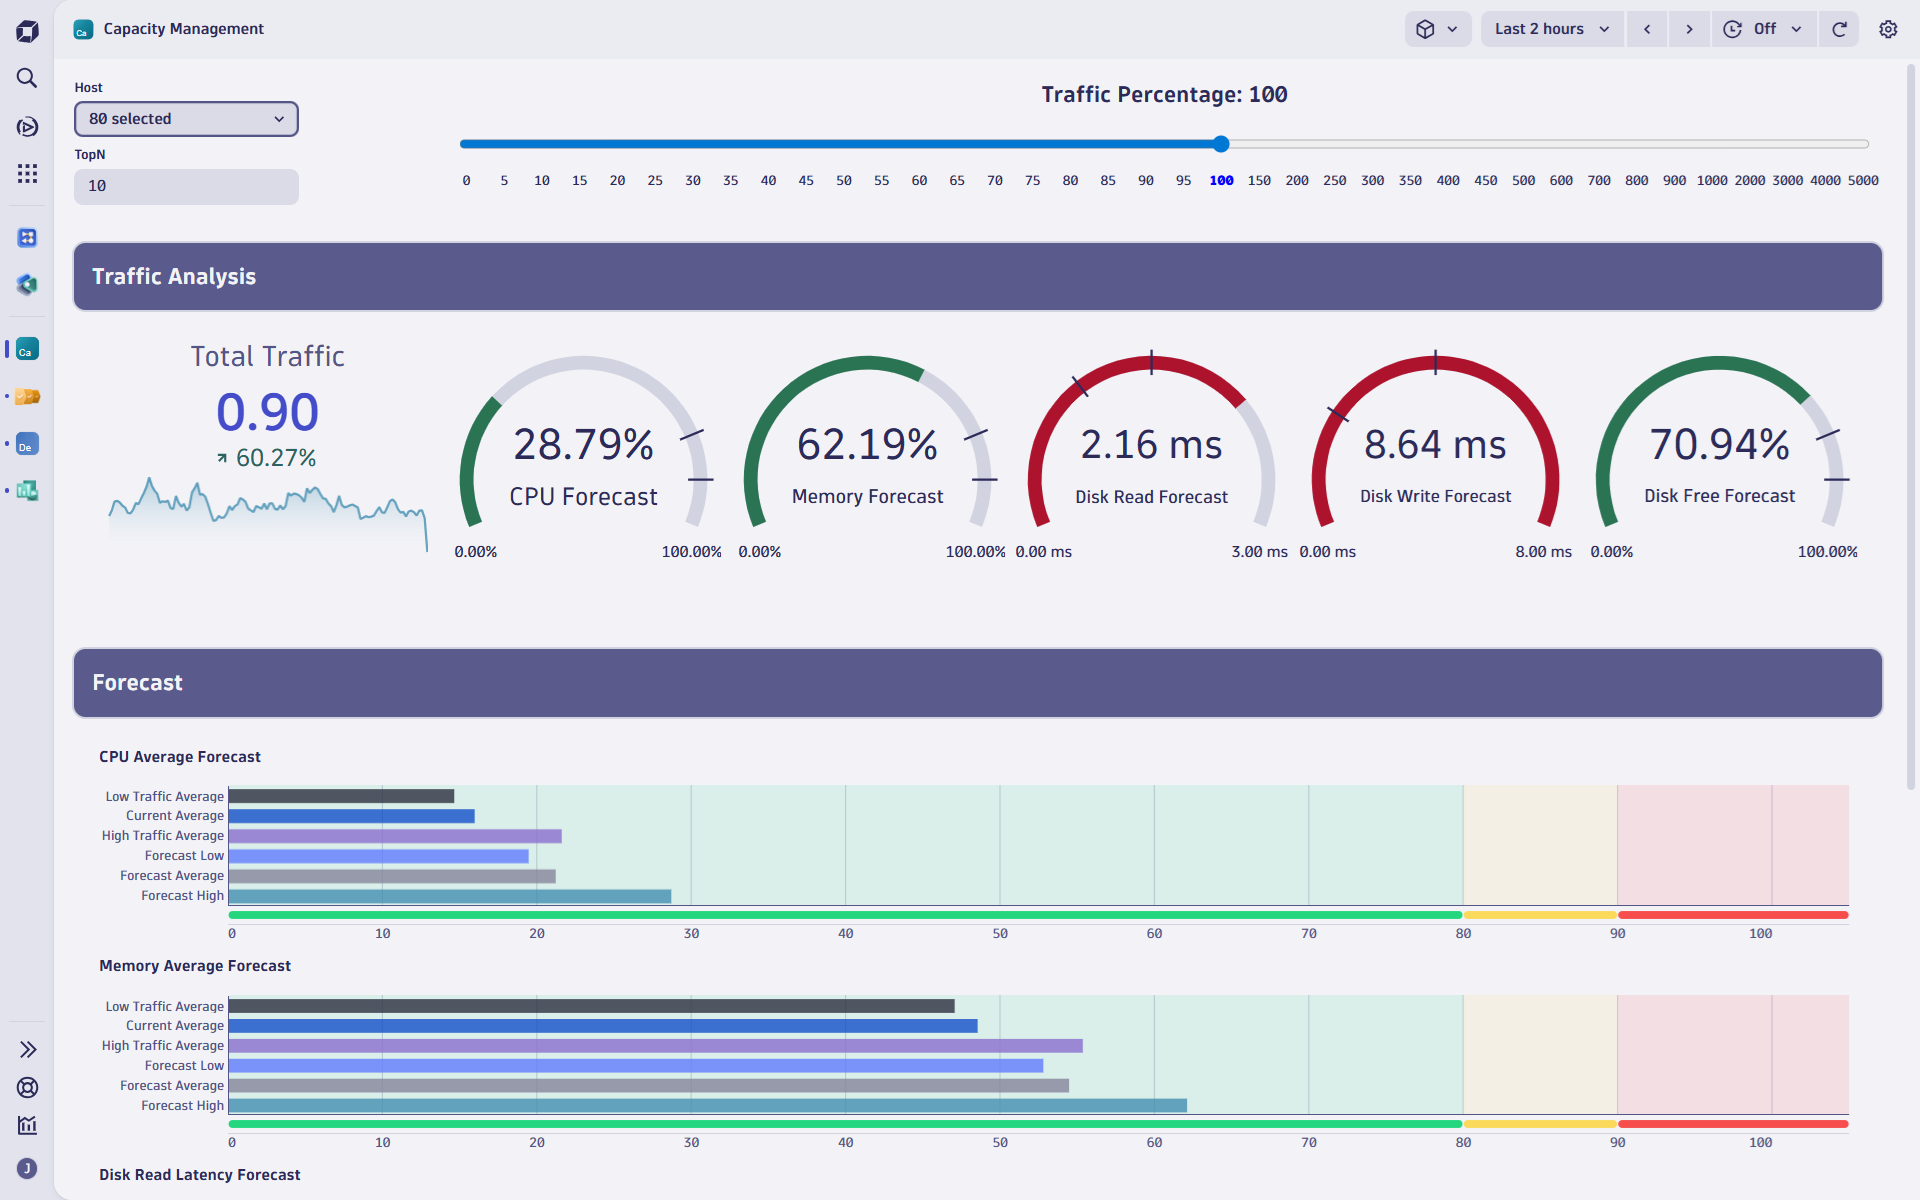 Capacity Management
Last 2 hours
Off
Host
80 selected
TopN
10
Traffic Percentage: 100
0 5 10 15 20 25 30 35 40 45 50 55 60 65 70 75 80 85 90 95 100 150 200 250 300 350 400 450 500 600 700 800 900 1000 2000 3000 4000 5000
Traffic Analysis
Total Traffic
0.90
60.27%
28.79%
CPU Forecast
0.00% 100.00%
62.19%
Memory Forecast
0.00% 100.00%
2.16 ms
Disk Read Forecast
0.00 ms 3.00 ms
8.64 ms
Disk Write Forecast
0.00 ms 8.00 ms
70.94%
Disk Free Forecast
0.00% 100.00%
Forecast
CPU Average Forecast
Low Traffic Average
Current Average
High Traffic Average
Forecast Low
Forecast Average
Forecast High
0 10 20 30 40 50 60 70 80 90 100
Memory Average Forecast
Low Traffic Average
Current Average
High Traffic Average
Forecast Low
Forecast Average
Forecast High
0 10 20 30 40 50 60 70 80 90 100
Disk Read Latency Forecast
Ca
Ca
De
J